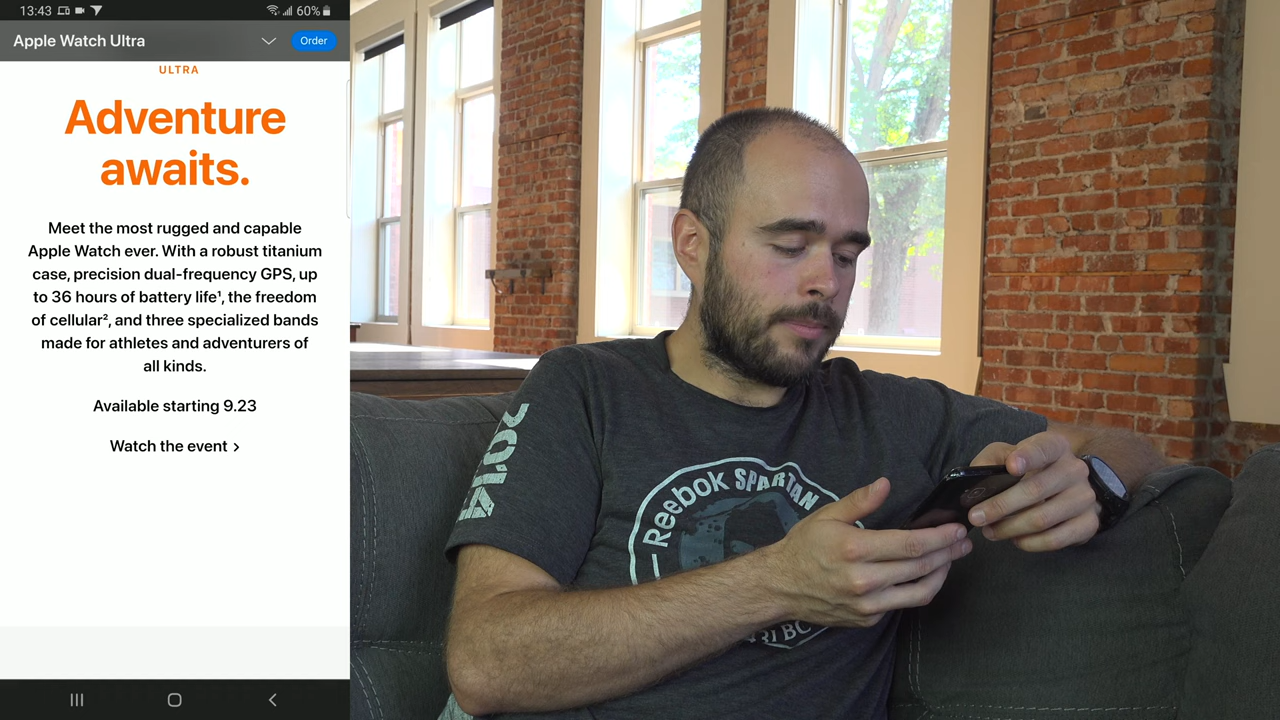 13:43
60%
Apple Watch Ultra
Order
ULTRA
Adventure
awaits.
Meet the most rugged and capable
Apple Watch ever. With a robust titanium
case, precision dual-frequency GPS, up
to 36 hours of battery life¹, the freedom
of cellular², and three specialized bands
made for athletes and adventurers of
all kinds.
Available starting 9.23
Watch the event >
2014
Reebok SPARTAN